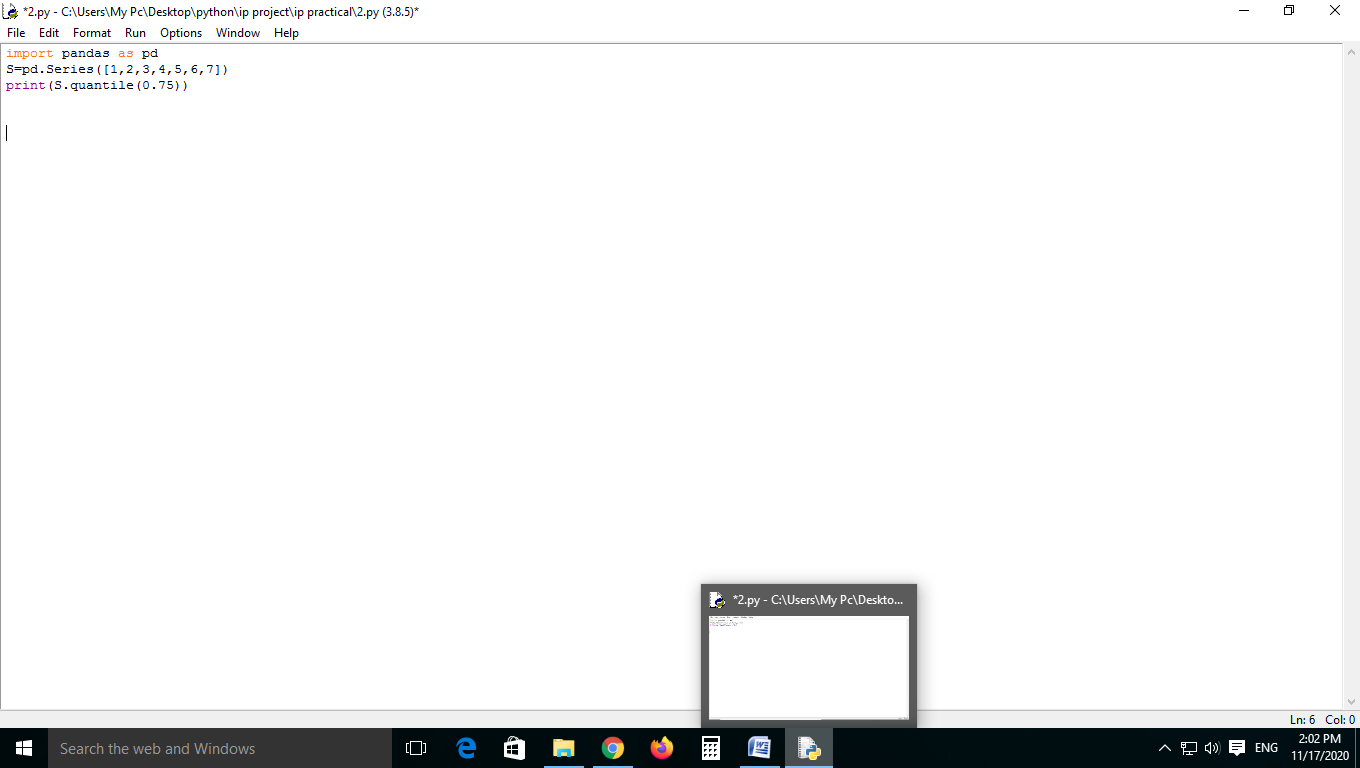 *2.py - C:\Users\My Pc\Desktop\python\ip project\ip practical\2.py (3.8.5)*
File Edit Format Run Options Window Help
import pandas as pd
S=pd.Series([1,2,3,4,5,6,7])
print(S.quantile(0.75))
*2.py - C:\Users\My Pc\Deskto...
Ln: 6 Col: 0
Search the web and Windows
ENG
2:02 PM
11/17/2020